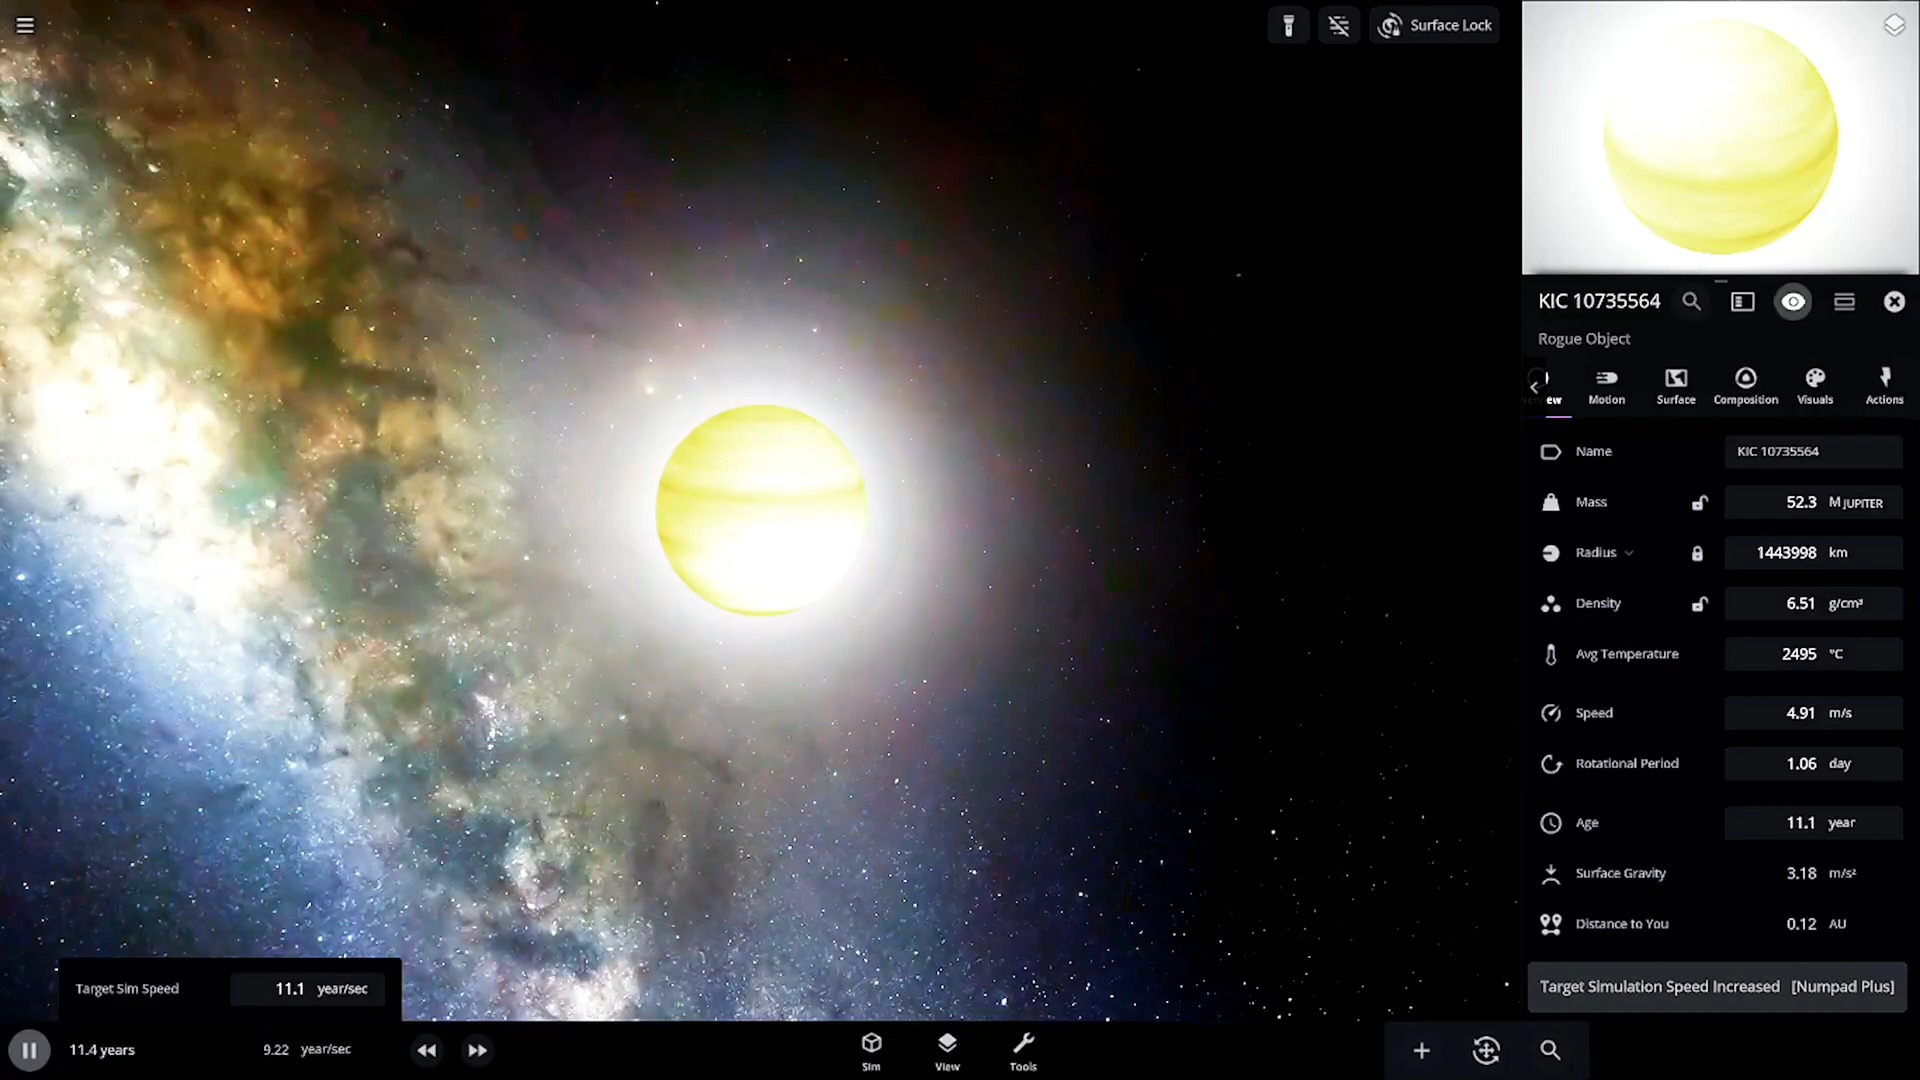 Surface Lock
KIC 10735564
Rogue Object
ew
Motion
Surface
Composition
Visuals
Actions
Name KIC 10735564
Mass 52.3 M JUPITER
Radius 1443998 km
Density 6.51 g/cm³
Avg Temperature 2495 °C
Speed 4.91 m/s
Rotational Period 1.06 day
Age 11.1 year
Surface Gravity 3.18 m/s²
Distance to You 0.12 AU
Target Simulation Speed Increased [Numpad Plus]
Target Sim Speed 11.1 year/sec
11.4 years 9.22 year/sec
Sim
View
Tools